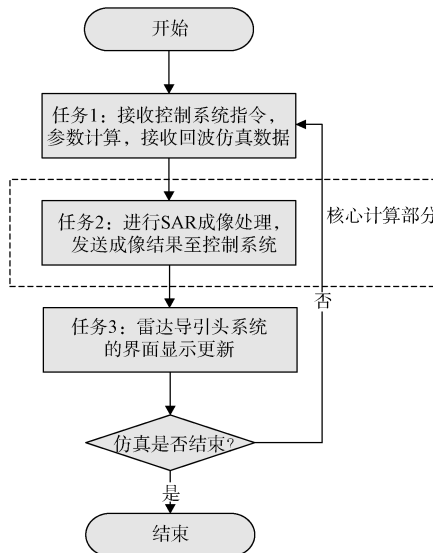 开始
任务1：接收控制系统指令，
参数计算，接收回波仿真数据
任务2：进行SAR成像处理，
发送成像结果至控制系统
核心计算部分
任务3：雷达导引头系统
的界面显示更新
否
仿真是否结束?
是
结束